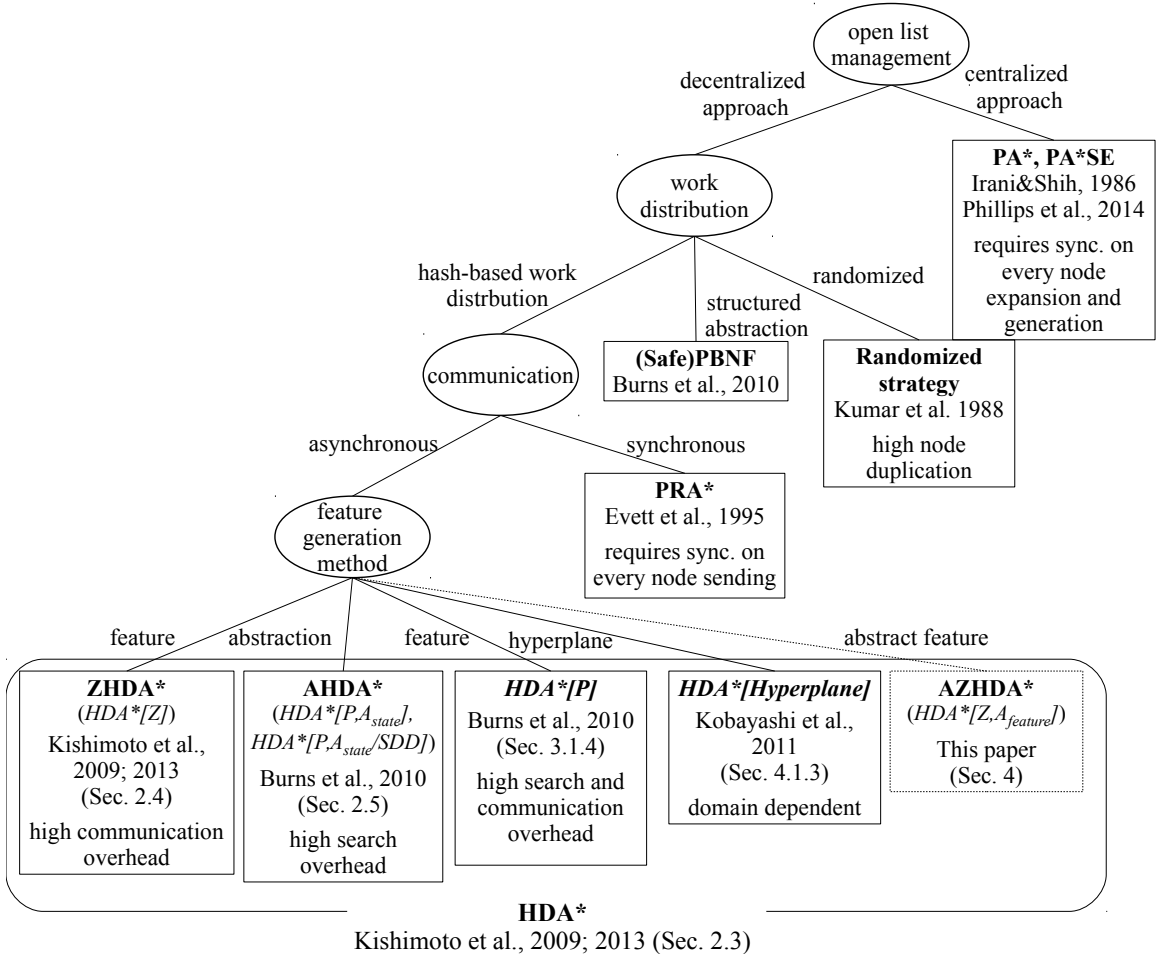 open list
management
decentralized
approach
centralized
approach
PA*, PA*SE
Irani&Shih, 1986
Phillips et al., 2014
requires sync. on
every node
expansion and
generation
work
distribution
hash-based work
distrbution
structured
abstraction
randomized
communication
(Safe)PBNF
Burns et al., 2010
Randomized
strategy
Kumar et al. 1988
high node
duplication
asynchronous
synchronous
PRA*
Evett et al., 1995
requires sync. on
every node sending
feature
generation
method
feature
abstraction
feature
hyperplane
abstract feature
ZHDA*
(HDA*[Z])
Kishimoto et al.,
2009; 2013
(Sec. 2.4)
high communication
overhead
AHDA*
(HDA*[P,A_state],
HDA*[P,A_state/SDD])
Burns et al., 2010
(Sec. 2.5)
high search
overhead
HDA*[P]
Burns et al., 2010
(Sec. 3.1.4)
high search and
communication
overhead
HDA*[Hyperplane]
Kobayashi et al.,
2011
(Sec. 4.1.3)
domain dependent
AZHDA*
(HDA*[Z,A_feature])
This paper
(Sec. 4)
HDA*
Kishimoto et al., 2009; 2013 (Sec. 2.3)